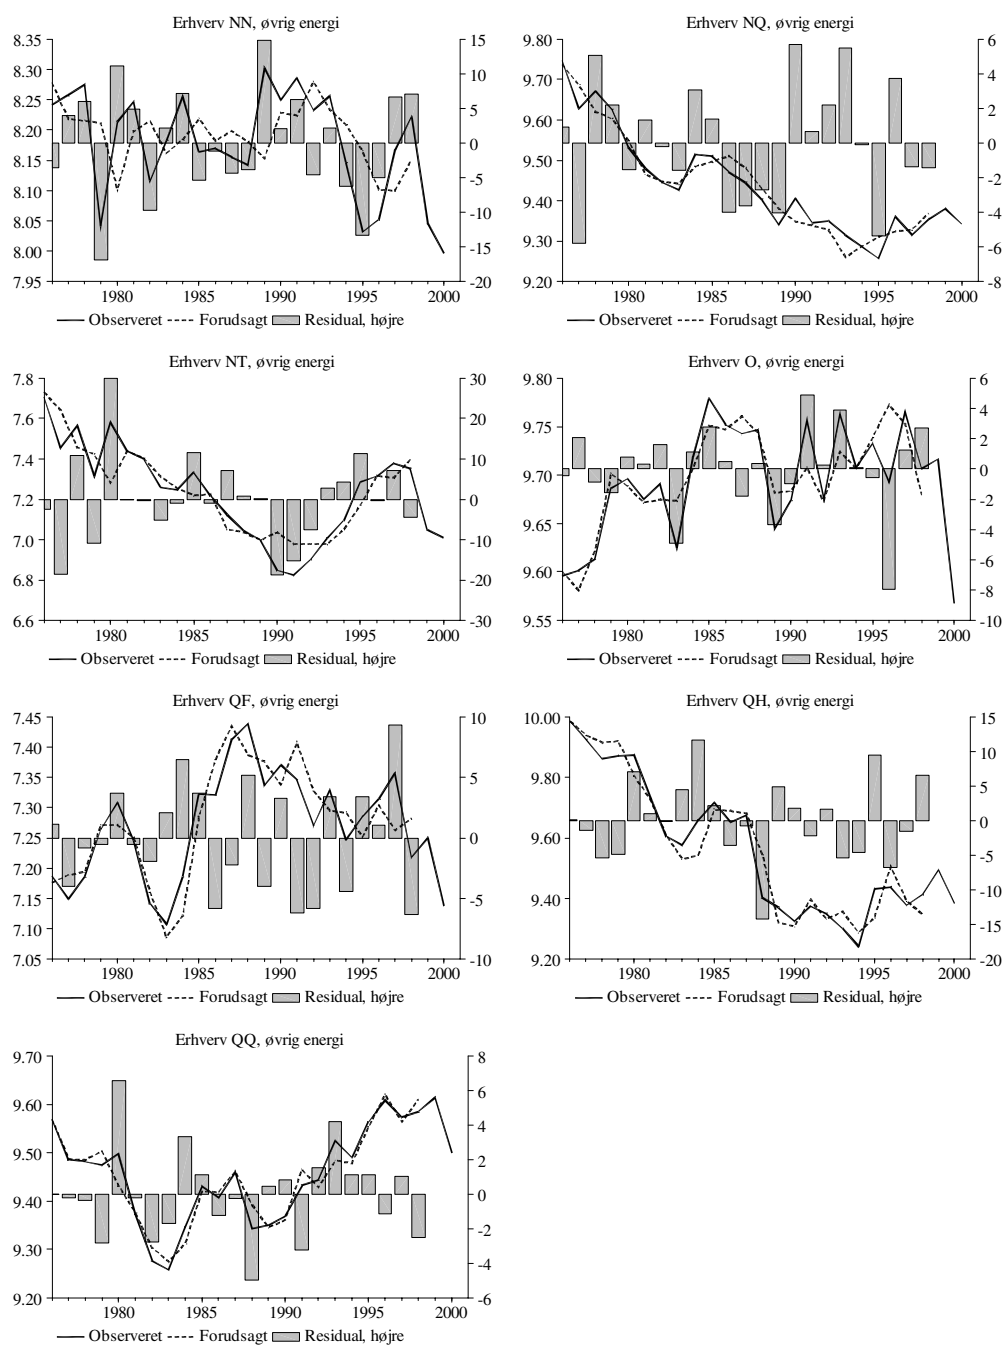 Erhverv NN, øvrig energi
8.35 15
8.30 10
8.25 5
8.20
8.15 0
8.10 -5
8.05 -10
8.00 -15
7.95 -20
1980 1985 1990 1995 2000
Observeret Forudsagt Residual, højre
Erhverv NQ, øvrig energi
9.80 6
9.70 4
9.60 2
9.50 0
9.40 -2
-4
9.30 -6
9.20 -8
1980 1985 1990 1995 2000
Observeret Forudsagt Residual, højre
Erhverv NT, øvrig energi
7.8 30
7.6 20
7.4 10
7.2 0
7.0 -10
6.8 -20
6.6 -30
1980 1985 1990 1995 2000
Observeret Forudsagt Residual, højre
Erhverv O, øvrig energi
9.80 6
9.75 4
2
9.70 0
9.65 -2
-4
9.60 -6
-8
9.55 -10
1980 1985 1990 1995 2000
Observeret Forudsagt Residual, højre
Erhverv QF, øvrig energi
7.45 10
7.40
7.35 5
7.30
7.25 0
7.20
7.15 -5
7.10
7.05 -10
1980 1985 1990 1995 2000
Observeret Forudsagt Residual, højre
Erhverv QH, øvrig energi
10.00 15
10
9.80 5
9.60 0
-5
9.40 -10
-15
9.20 -20
1980 1985 1990 1995 2000
Observeret Forudsagt Residual, højre
Erhverv QQ, øvrig energi
9.70 8
9.60 6
4
9.50 2
9.40 0
9.30 -2
-4
9.20 -6
1980 1985 1990 1995 2000
Observeret Forudsagt Residual, højre